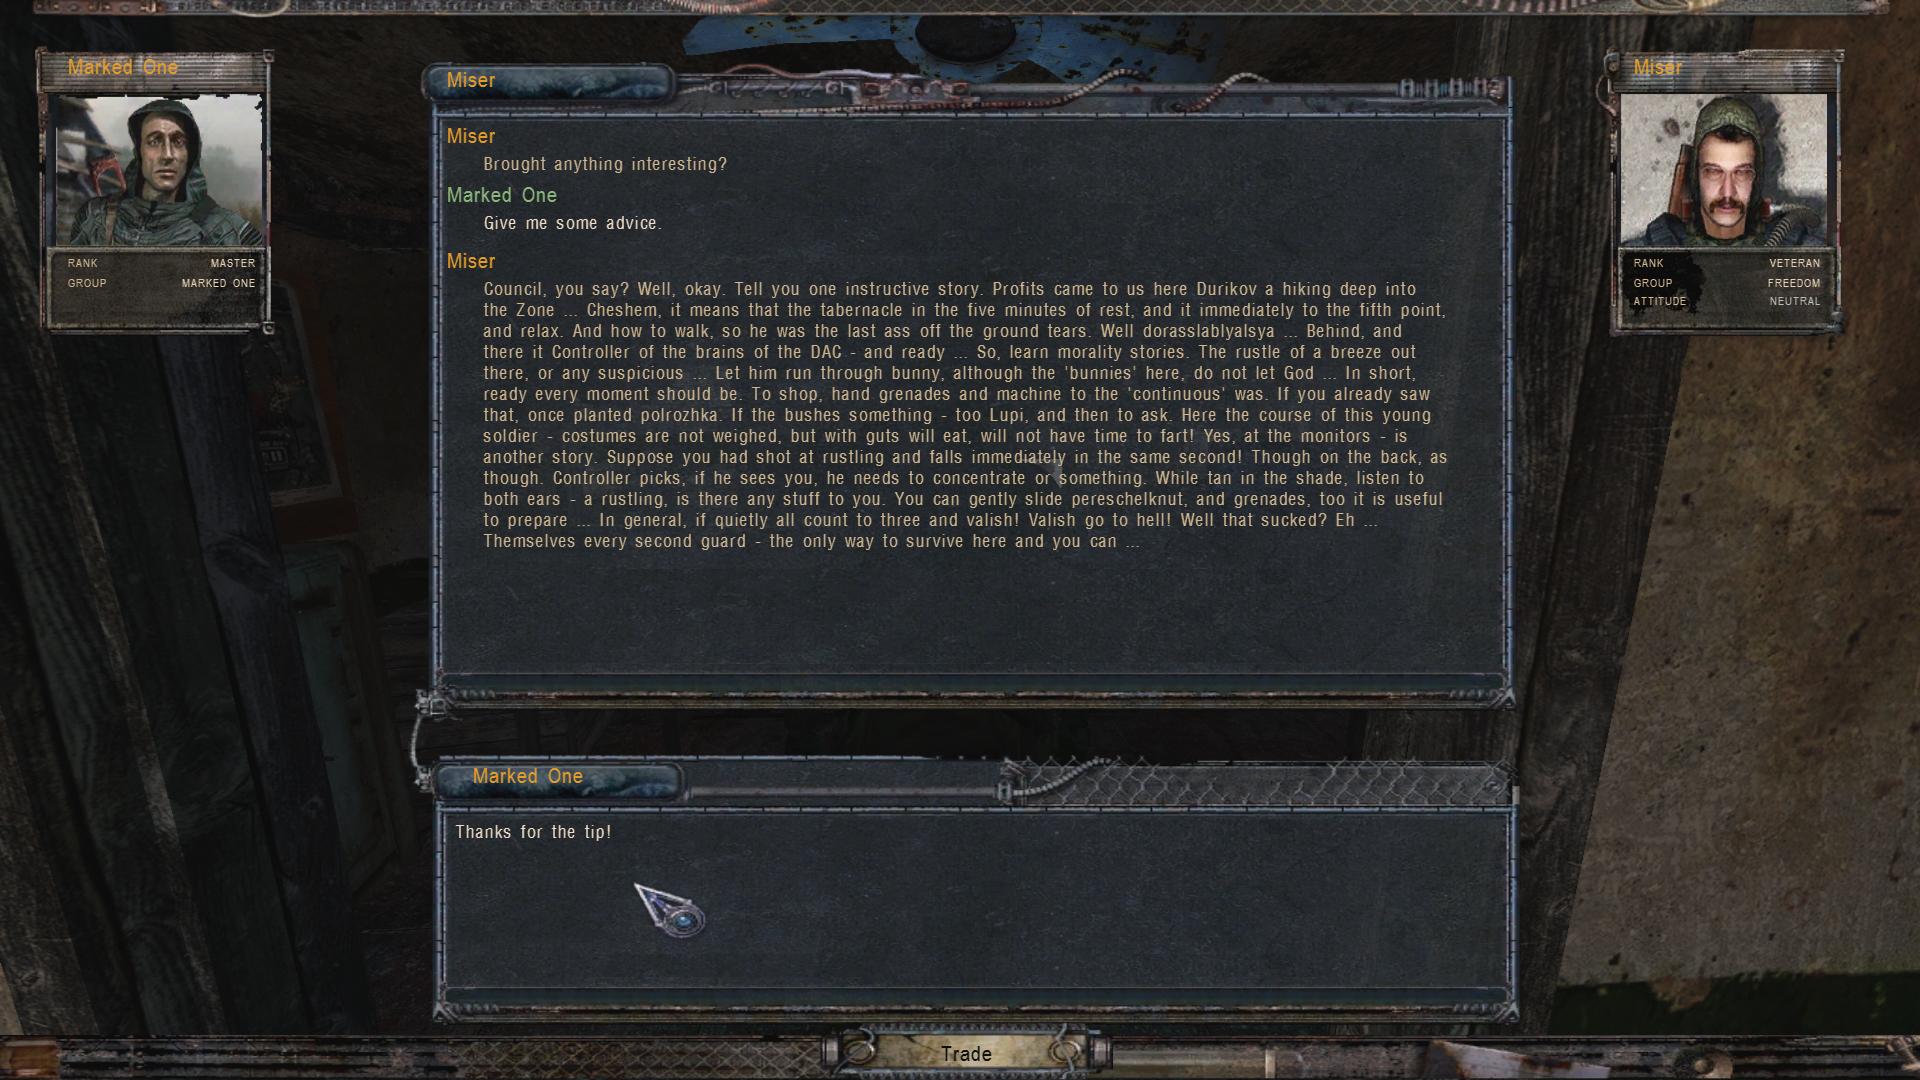 Marked One
Miser
Miser
Miser
Brought anything interesting?
Marked One
Give me some advice.
Miser
Council, you say? Well, okay. Tell you one instructive story. Profits came to us here Durikov a hiking deep into
the Zone ... Cheshem, it means that the tabernacle in the five minutes of rest, and it immediately to the fifth point,
and relax. And how to walk, so he was the last ass off the ground tears. Well dorasslablyalsya ... Behind, and
there it Controller of the brains of the DAC - and ready ... So, learn morality stories. The rustle of a breeze out
there, or any suspicious ... Let him run through bunny, although the 'bunnies' here, do not let God ... In short,
ready every moment should be. To shop, hand grenades and machine to the 'continuous' was. If you already saw
that, once planted polrozhka. If the bushes something - too Lupi, and then to ask. Here the course of this young
soldier - costumes are not weighed, but with guts will eat, will not have time to fart! Yes, at the monitors - is
another story. Suppose you had shot at rustling and falls immediately in the same second! Though on the back, as
though. Controller picks, if he sees you, he needs to concentrate or something. While tan in the shade, listen to
both ears - a rustling, is there any stuff to you. You can gently slide pereschelknut, and grenades, too it is useful
to prepare ... In general, if quietly all count to three and valish! Valish go to hell! Well that sucked? Eh ...
Themselves every second guard - the only way to survive here and you can ...
RANK MASTER
GROUP MARKED ONE
RANK VETERAN
GROUP FREEDOM
ATTITUDE NEUTRAL
Marked One
Thanks for the tip!
Trade